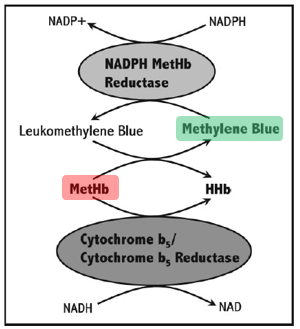 NADP+ NADPH
NADPH MetHb
Reductase
Leukomethylene Blue Methylene Blue
MetHb HHb
Cytochrome b₅/
Cytochrome b₅ Reductase
NADH NAD